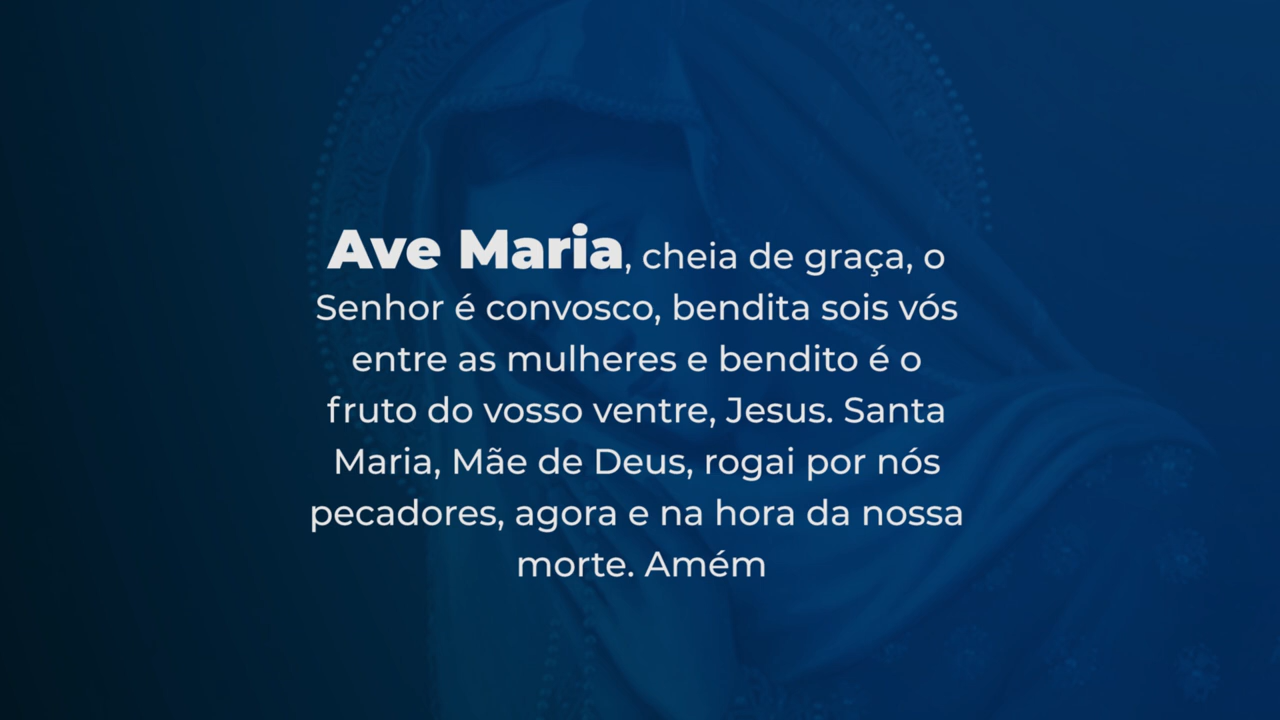 Ave Maria, cheia de graça, o
Senhor é convosco, bendita sois vós
entre as mulheres e bendito é o
fruto do vosso ventre, Jesus. Santa
Maria, Mãe de Deus, rogai por nós
pecadores, agora e na hora da nossa
morte. Amém